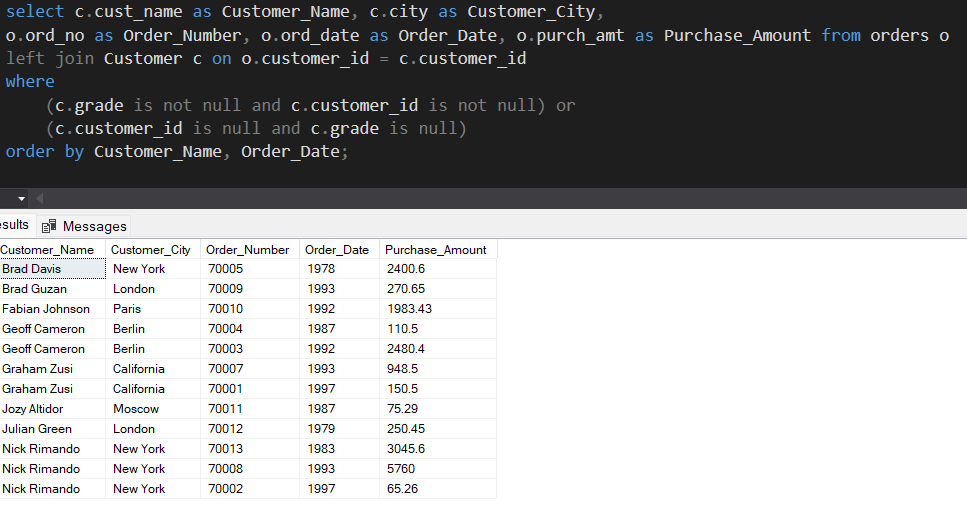 select c.cust_name as Customer_Name, c.city as Customer_City,
o.ord_no as Order_Number, o.ord_date as Order_Date, o.purch_amt as Purchase_Amount from orders o
left join Customer c on o.customer_id = c.customer_id
where
(c.grade is not null and c.customer_id is not null) or
(c.customer_id is null and c.grade is null)
order by Customer_Name, Order_Date;
esults Messages
Customer_Name Customer_City Order_Number Order_Date Purchase_Amount
Brad Davis New York 70005 1978 2400.6
Brad Guzan London 70009 1993 270.65
Fabian Johnson Paris 70010 1992 1983.43
Geoff Cameron Berlin 70004 1987 110.5
Geoff Cameron Berlin 70003 1992 2480.4
Graham Zusi California 70007 1993 948.5
Graham Zusi California 70001 1997 150.5
Jozy Altidor Moscow 70011 1987 75.29
Julian Green London 70012 1979 250.45
Nick Rimando New York 70013 1983 3045.6
Nick Rimando New York 70008 1993 5760
Nick Rimando New York 70002 1997 65.26